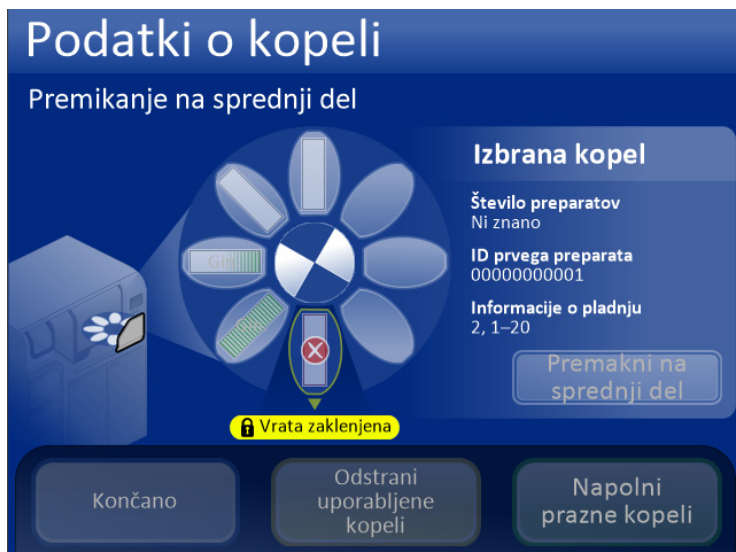 Podatki o kopeli
Premikanje na sprednji del
Izbrana kopel
Število preparatov
Ni znano
ID prvega preparata
00000000001
Informacije o pladnju
2, 1–20
Premakni na
sprednji del
Vrata zaklenjena
Končano
Odstrani
uporabljene
kopeli
Napolni
prazne kopeli